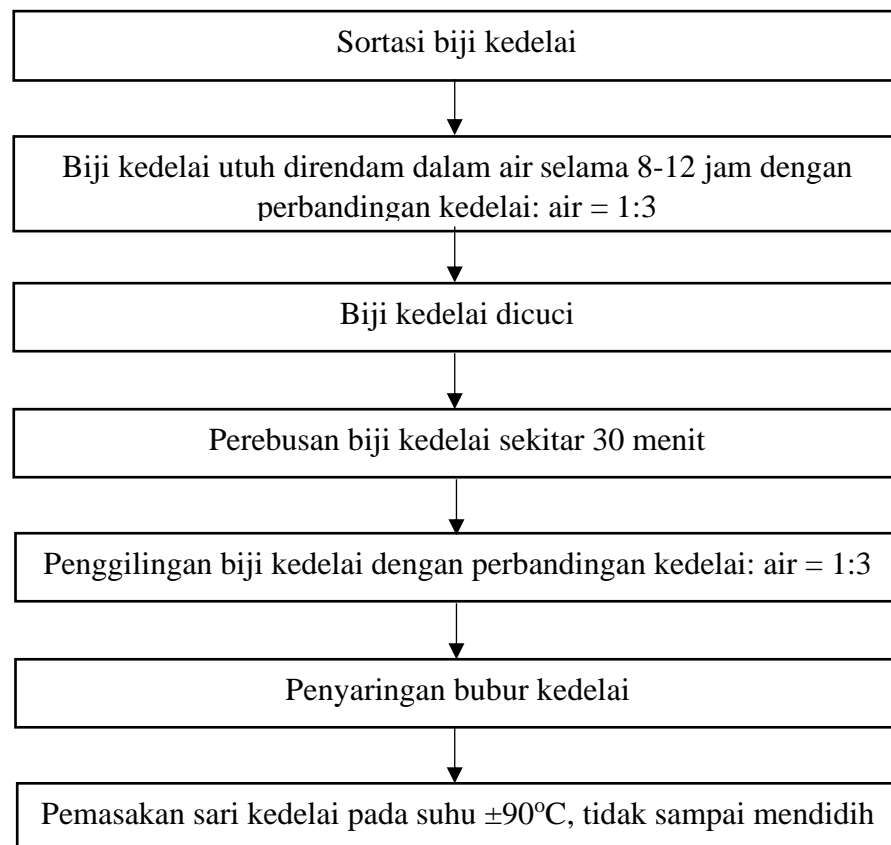 Sortasi biji kedelai
Biji kedelai utuh direndam dalam air selama 8-12 jam dengan
perbandingan kedelai: air = 1:3
Biji kedelai dicuci
Perebusan biji kedelai sekitar 30 menit
Penggilingan biji kedelai dengan perbandingan kedelai: air = 1:3
Penyaringan bubur kedelai
Pemasakan sari kedelai pada suhu ±90°C, tidak sampai mendidih